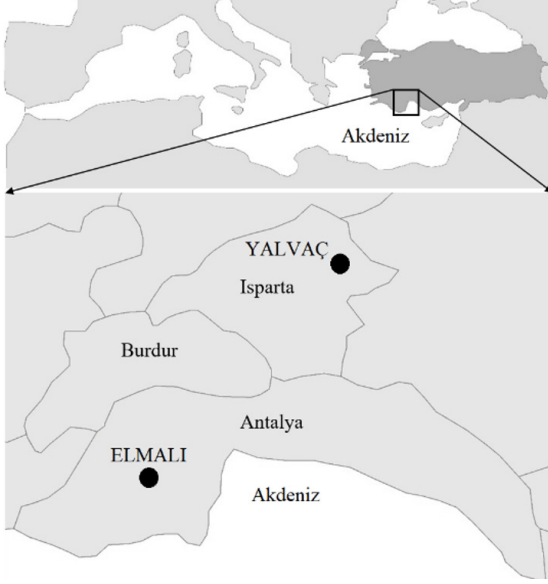 Akdeniz
YALVAÇ
Isparta
Burdur
Antalya
ELMALI
Akdeniz